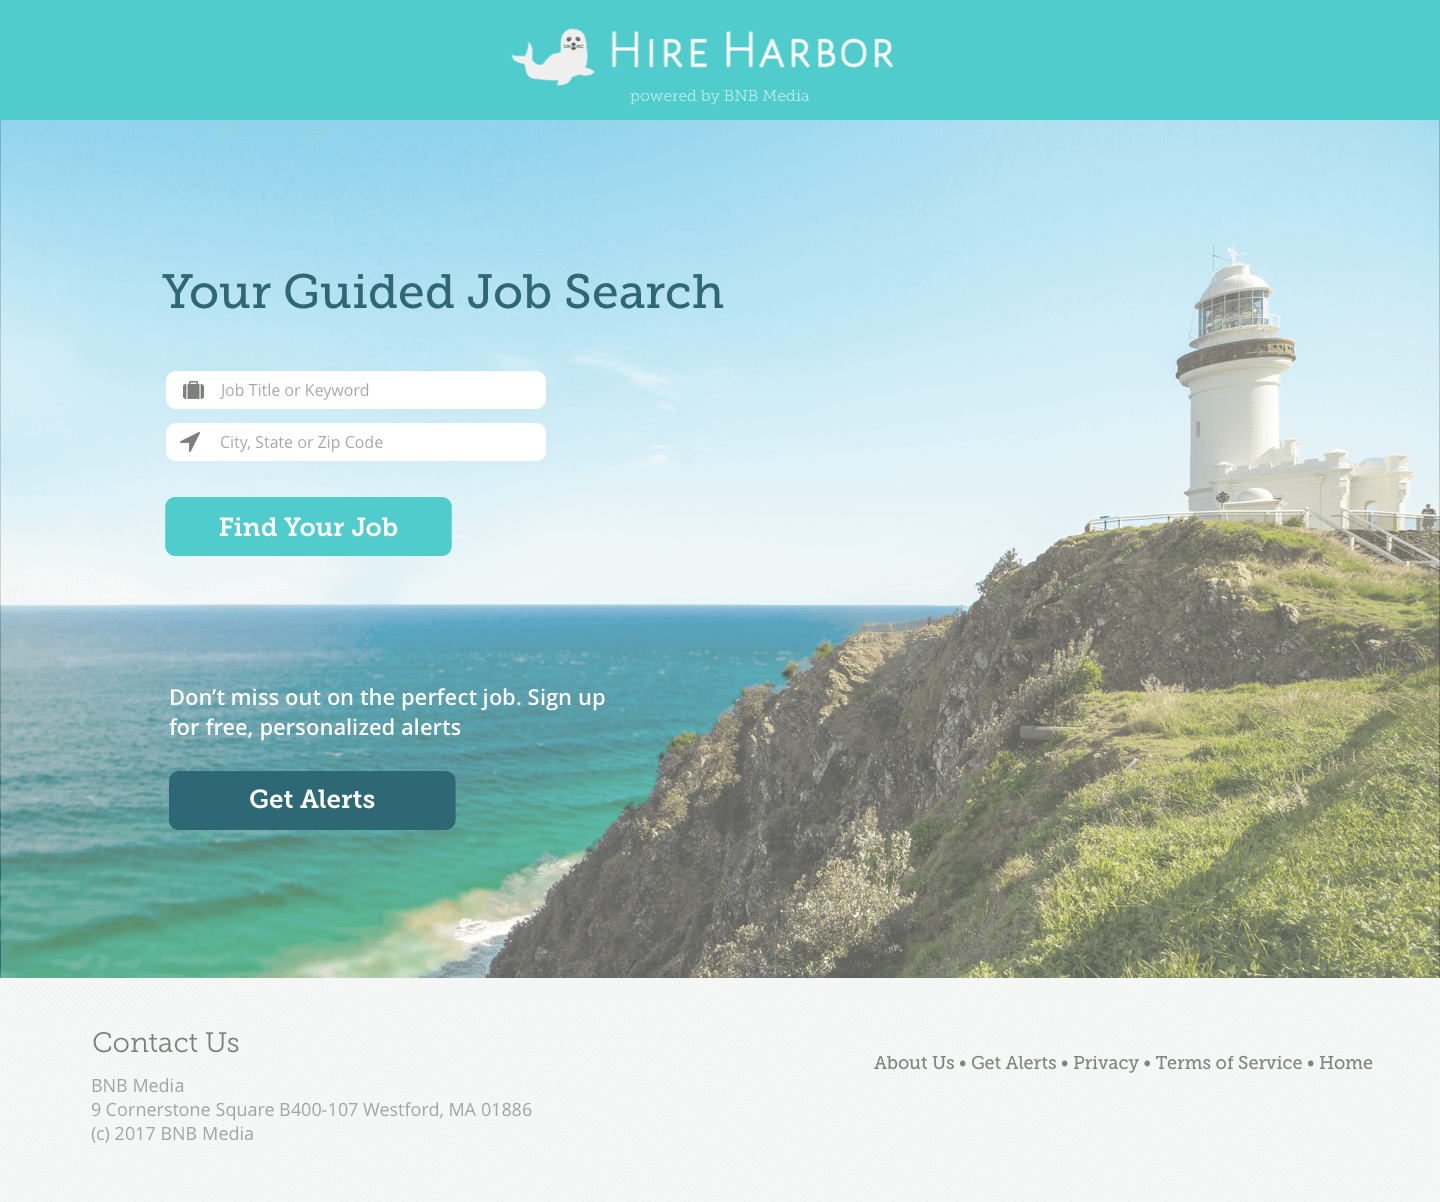 HIRE HARBOR
powered by BNB Media
Your Guided Job Search
Job Title or Keyword
City, State or Zip Code
Find Your Job
Don’t miss out on the perfect job. Sign up
for free, personalized alerts
Get Alerts
Contact Us
BNB Media
9 Cornerstone Square B400-107 Westford, MA 01886
(c) 2017 BNB Media
About Us • Get Alerts • Privacy • Terms of Service • Home